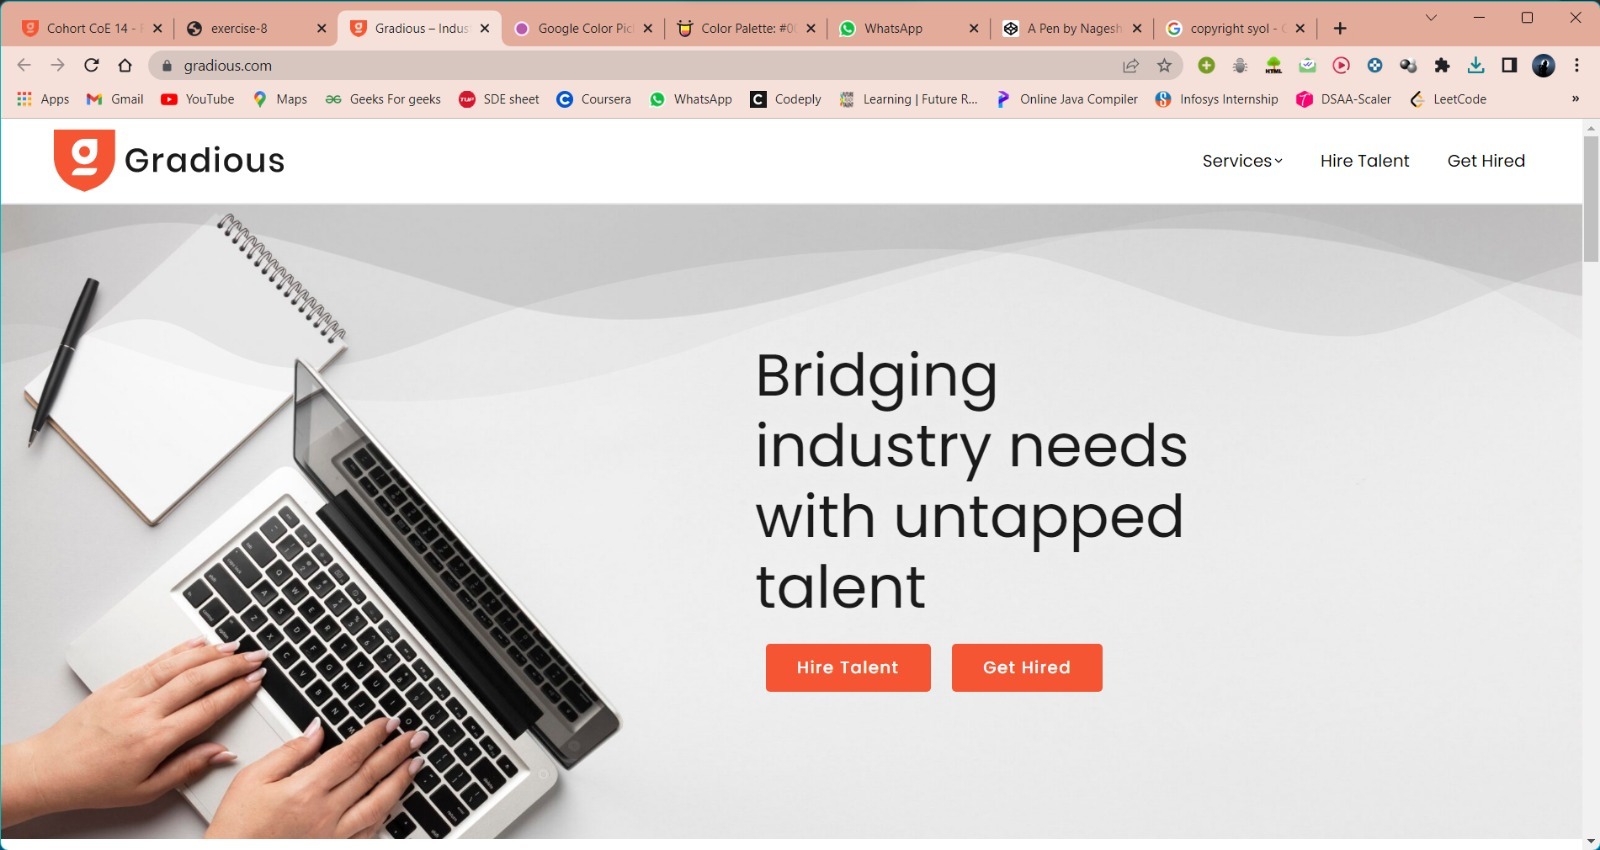 Cohort CoE 14 - exercise-8 Gradious – Indus Google Color Pic Color Palette: #0 WhatsApp A Pen by Nagesh copyright syol -
gradious.com
Apps Gmail YouTube Maps Geeks For geeks SDE sheet Coursera WhatsApp Codeply Learning | Future R... Online Java Compiler Infosys Internship DSAA-Scaler LeetCode »
Gradious Services Hire Talent Get Hired
Bridging
industry needs
with untapped
talent
Hire Talent Get Hired